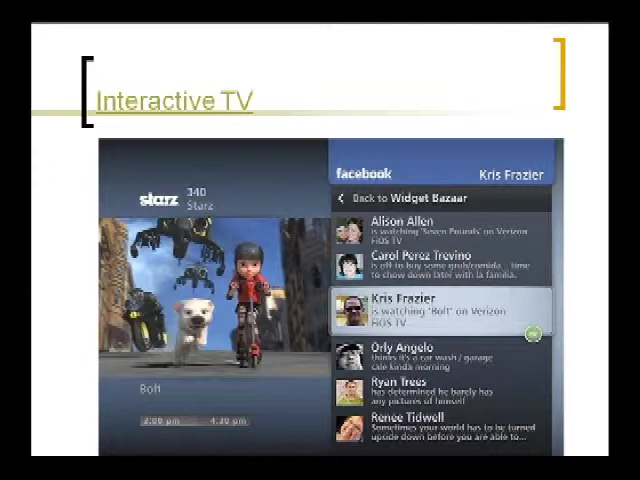 Interactive TV
starz
340
Starz
Bolt
2:00 pm 4:30 pm
facebook
Kris Frazier
Back to Widget Bazaar
Alison Allen
is watching 'Seven Pounds' on Verizon
FiOS TV
Carol Perez Trevino
is off to buy some grub/comida... time
to chow down later with la familia.
Kris Frazier
is watching 'Bolt' on Verizon
FiOS TV
Orly Angelo
thinks it's a car wash / garage
kinda morning
Ryan Trees
has determined he barely has
any pictures of himself
Renee Tidwell
Sometimes your world has to be turned
upside down before you are able to...